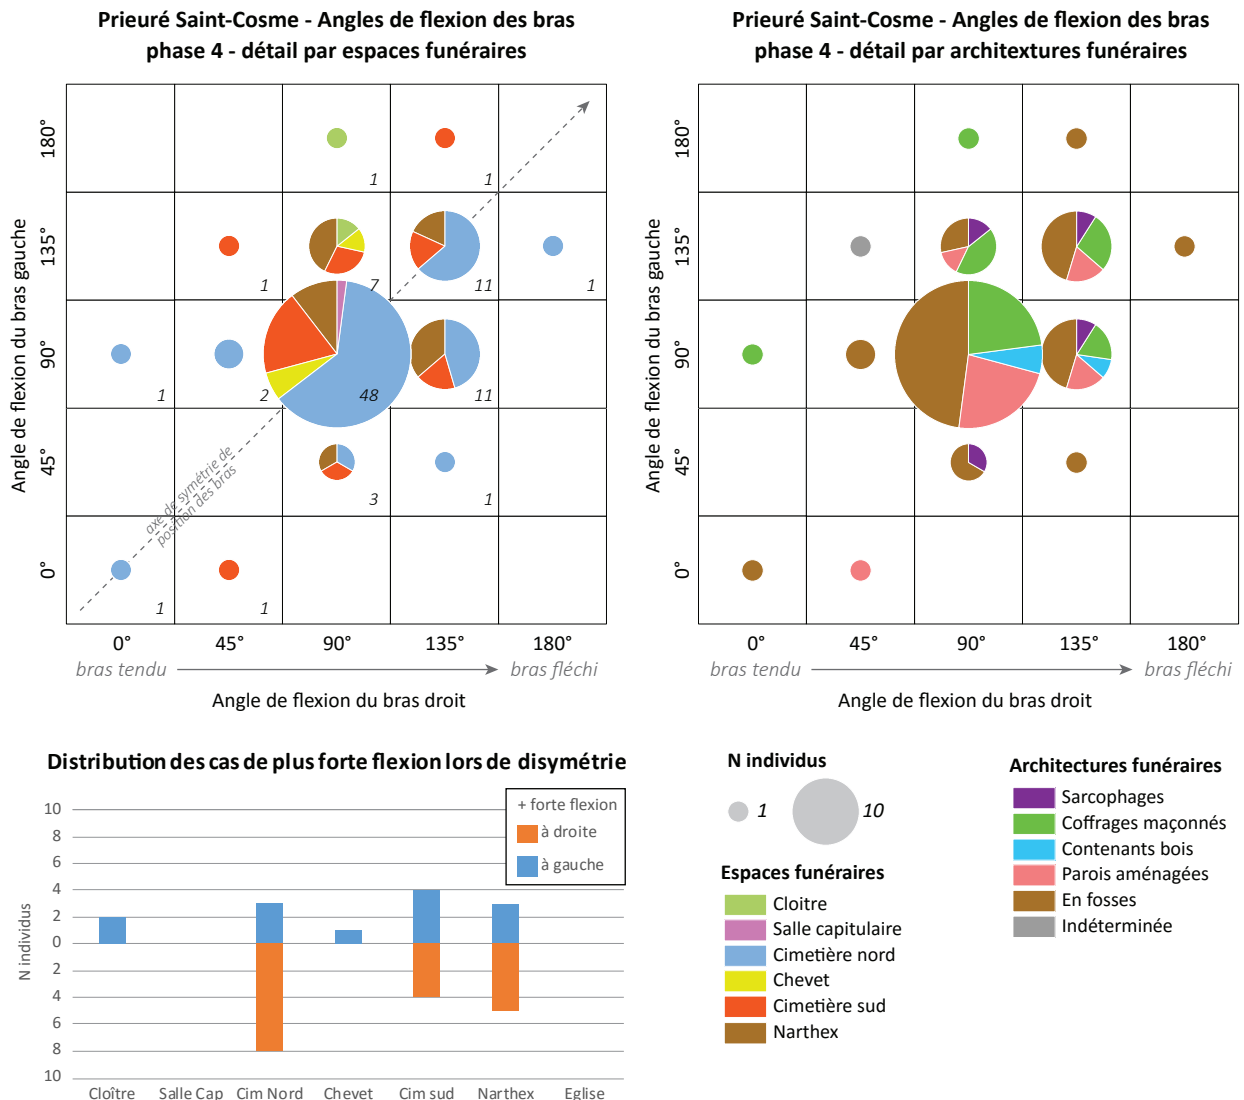 Prieuré Saint-Cosme - Angles de flexion des bras
phase 4 - détail par espaces funéraires
Angle de flexion du bras gauche
180°
135°
90°
45°
0°
1
1
1
7
11
1
1
2
48
11
3
1
1
1
axe de symétrie de
position des bras
0°
45°
90°
135°
180°
bras tendu
bras fléchi
Angle de flexion du bras droit
Prieuré Saint-Cosme - Angles de flexion des bras
phase 4 - détail par architextures funéraires
Angle de flexion du bras gauche
180°
135°
90°
45°
0°
0°
45°
90°
135°
180°
bras tendu
bras fléchi
Angle de flexion du bras droit
Distribution des cas de plus forte flexion lors de disymétrie
N individus
10
8
6
4
2
0
2
4
6
8
10
+ forte flexion
à droite
à gauche
Cloître
Salle Cap
Cim Nord
Chevet
Cim sud
Narthex
Eglise
N individus
1
10
Espaces funéraires
Cloitre
Salle capitulaire
Cimetière nord
Chevet
Cimetière sud
Narthex
Architectures funéraires
Sarcophages
Coffrages maçonnés
Contenants bois
Parois aménagées
En fosses
Indéterminée